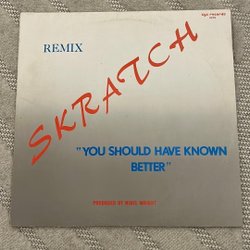 REMIX
SKRATCH
"YOU SHOULD HAVE KNOWN
BETTER"
PRODUCED BY NIGEL WRIGHT